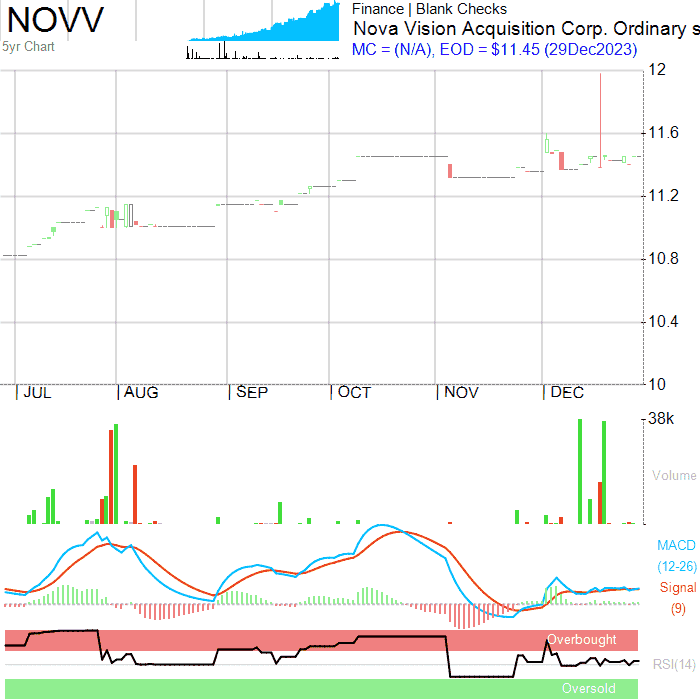 NOVV
5yr Chart
Finance | Blank Checks
Nova Vision Acquisition Corp. Ordinary s
MC = (N/A), EOD = $11.45 (29Dec2023)
12
11.6
11.2
10.8
10.4
10
JUL AUG SEP OCT NOV DEC
38k
Volume
MACD
(12-26)
Signal
(9)
Overbought
RSI(14)
Oversold